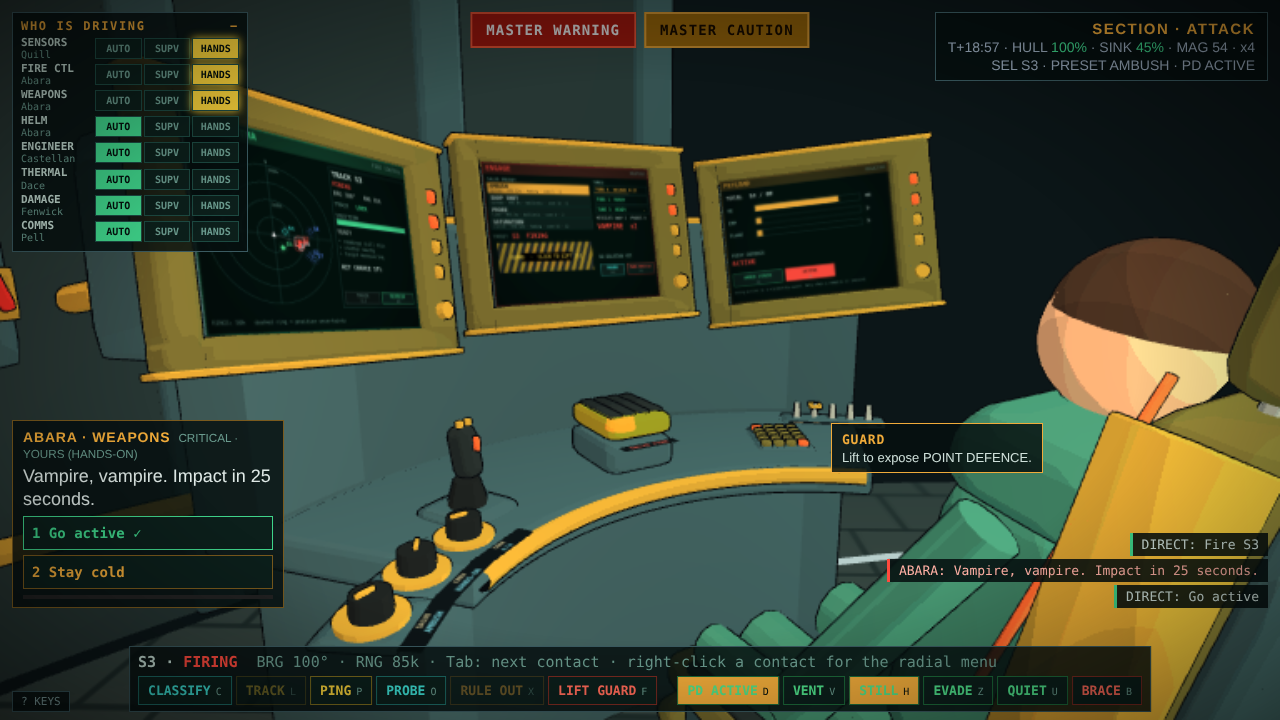 WHO IS DRIVING −
SENSORS
Quill
AUTO SUPV HANDS
FIRE CTL
Abara
AUTO SUPV HANDS
WEAPONS
Abara
AUTO SUPV HANDS
HELM
Abara
AUTO SUPV HANDS
ENGINEER
Castellan
AUTO SUPV HANDS
THERMAL
Dace
AUTO SUPV HANDS
DAMAGE
Fenwick
AUTO SUPV HANDS
COMMS
Pell
AUTO SUPV HANDS
MASTER WARNING
MASTER CAUTION
SECTION · ATTACK
T+18:57 · HULL 100% · SINK 45% · MAG 54 · x4
SEL S3 · PRESET AMBUSH · PD ACTIVE
TRACK S3
GUARD
Lift to expose POINT DEFENCE.
ABARA · WEAPONS CRITICAL ·
YOURS (HANDS-ON)
Vampire, vampire. Impact in 25
seconds.
1 Go active ✓
2 Stay cold
DIRECT: Fire S3
ABARA: Vampire, vampire. Impact in 25 seconds.
DIRECT: Go active
S3 · FIRING BRG 100° · RNG 85k · Tab: next contact · right-click a contact for the radial menu
CLASSIFY C
TRACK L
PING P
PROBE O
RULE OUT X
LIFT GUARD F
PD ACTIVE D
VENT V
STILL H
EVADE Z
QUIET U
BRACE B
? KEYS